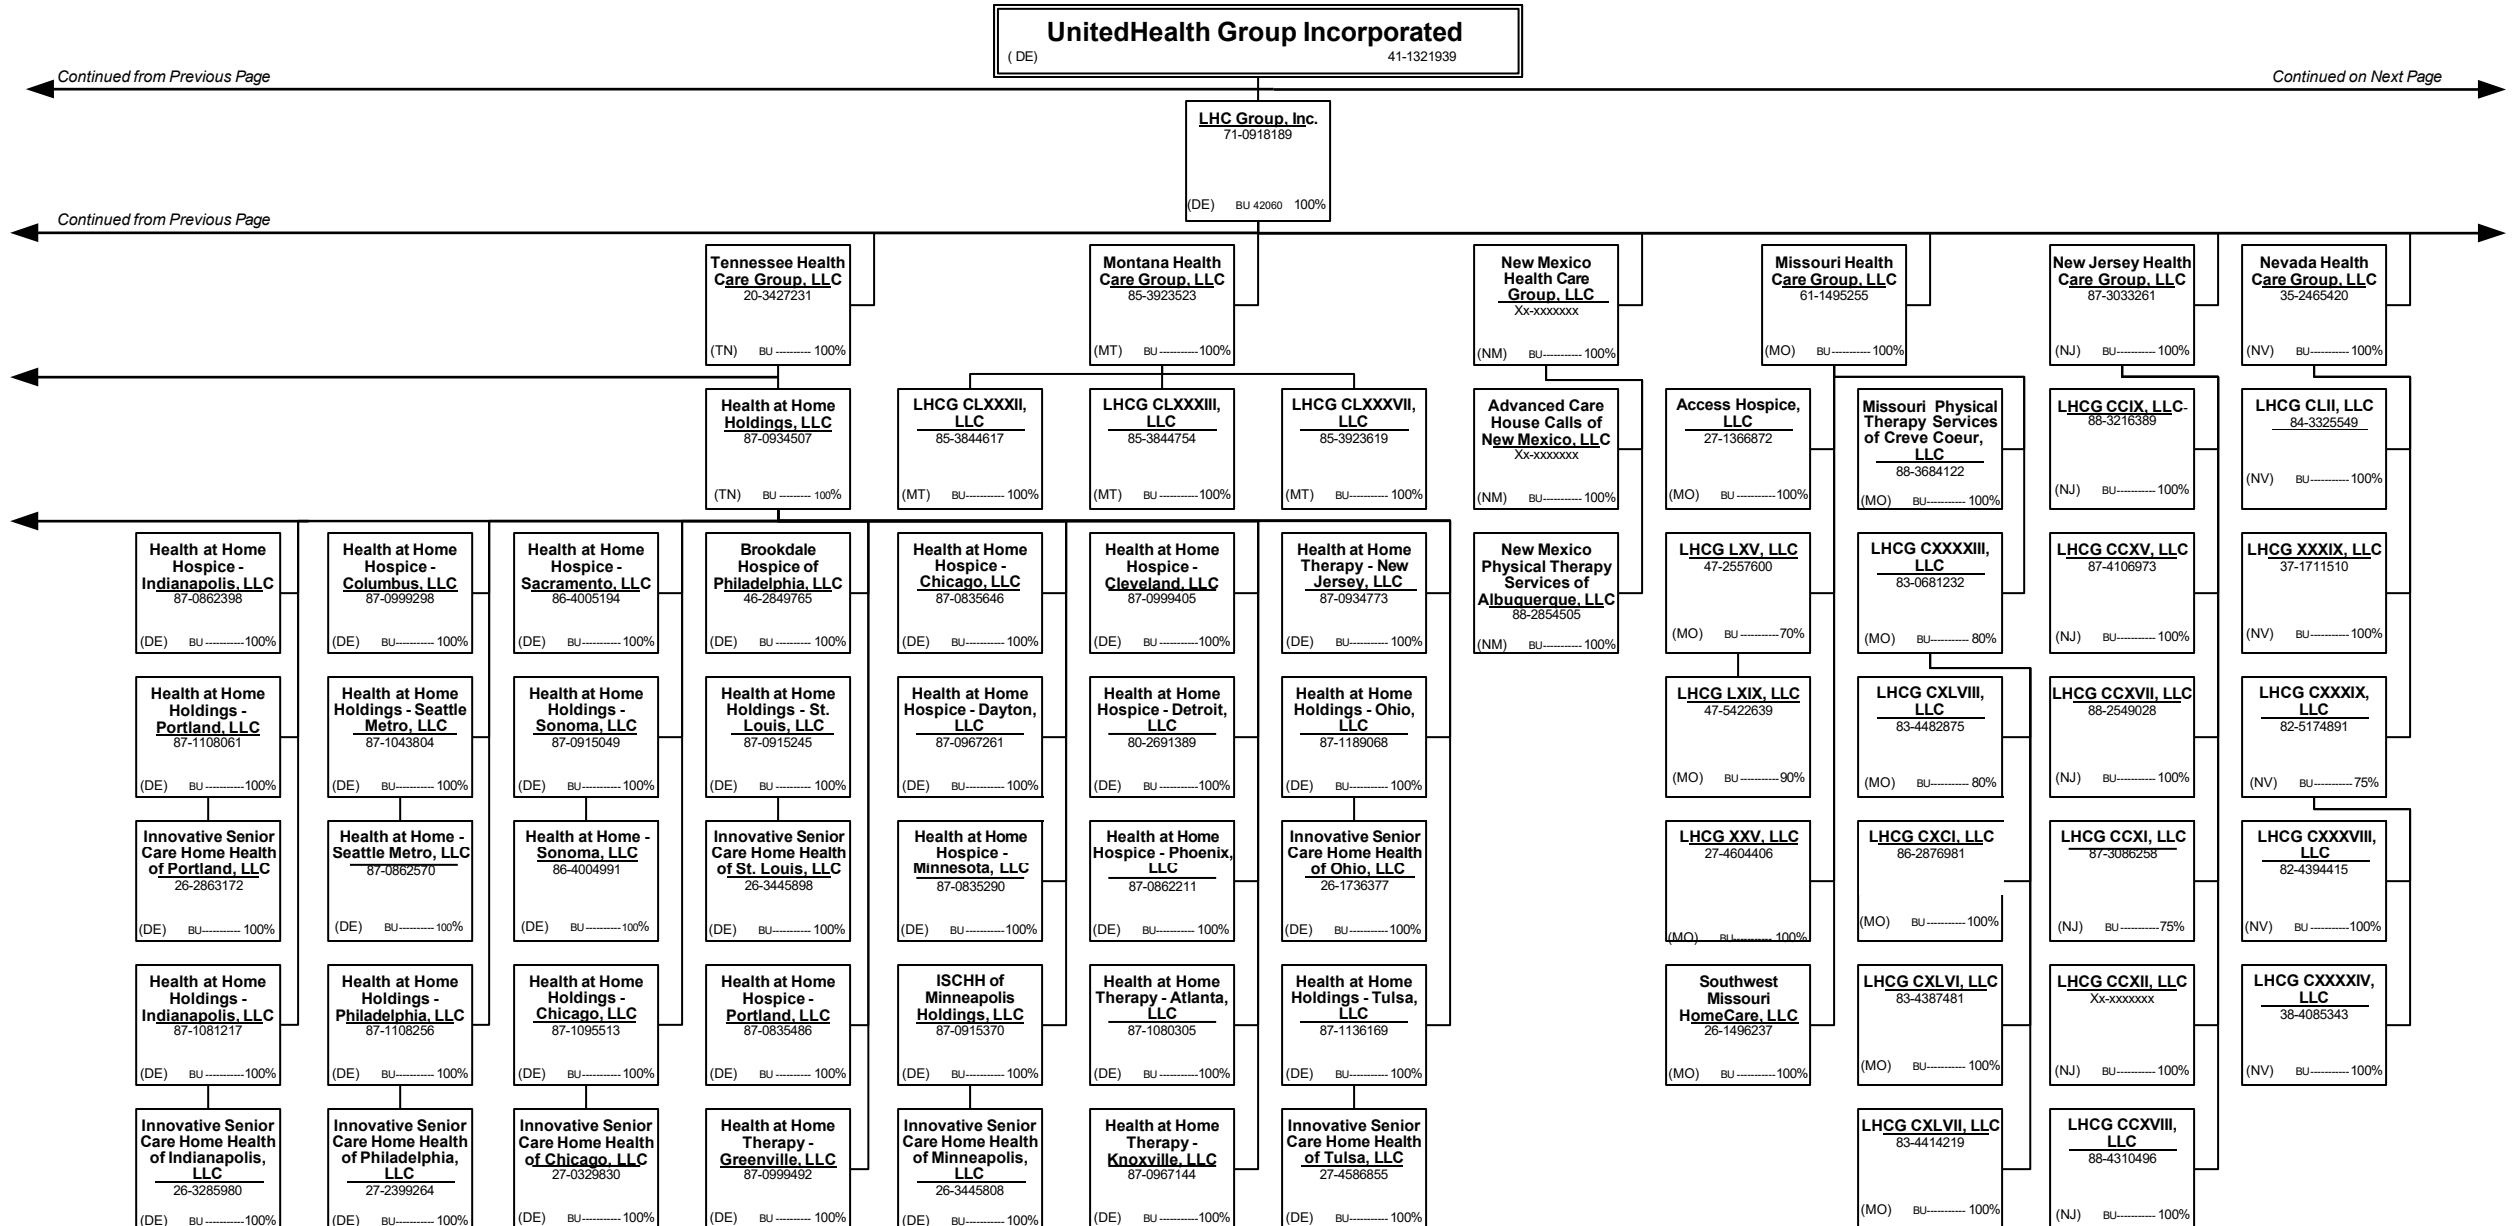 UnitedHealth Group Incorporated
( DE) 41-1321939
Continued from Previous Page
Continued on Next Page
LHC Group, Inc.
71-0918189
(DE) BU 42060 100%
Continued from Previous Page
Tennessee Health
Care Group, LLC
20-3427231
(TN) BU ---------- 100%
Montana Health
Care Group, LLC
85-3923523
(MT) BU ----------- 100%
New Mexico
Health Care
Group, LLC
Xx-xxxxxxx
(NM) BU----------- 100%
Missouri Health
Care Group, LLC
61-1495255
(MO) BU----------- 100%
New Jersey Health
Care Group, LLC
87-3033261
(NJ) BU----------- 100%
Nevada Health
Care Group, LLC
35-2465420
(NV) BU----------- 100%
Health at Home
Holdings, LLC
87-0934507
(TN) BU --------- 100%
LHCG CLXXXII,
LLC
85-3844617
(MT) BU----------- 100%
LHCG CLXXXIII,
LLC
85-3844754
(MT) BU----------- 100%
LHCG CLXXXVII,
LLC
85-3923619
(MT) BU----------- 100%
Advanced Care
House Calls of
New Mexico, LLC
Xx-xxxxxxx
(NM) BU----------- 100%
Access Hospice,
LLC
27-1366872
(MO) BU -----------100%
Missouri Physical
Therapy Services
of Creve Coeur,
LLC
88-3684122
(MO) BU----------- 100%
LHCG CCIX, LLC-
88-3216389
(NJ) BU----------- 100%
LHCG CLII, LLC
84-3325549
(NV) BU-----------100%
Health at Home
Hospice -
Indianapolis, LLC
87-0862398
(DE) BU -----------100%
Health at Home
Hospice -
Columbus, LLC
87-0999298
(DE) BU----------- 100%
Health at Home
Hospice -
Sacramento, LLC
86-4005194
(DE) BU-----------100%
Brookdale
Hospice of
Philadelphia, LLC
46-2849765
(DE) BU ---------- 100%
Health at Home
Hospice -
Chicago, LLC
87-0835646
(DE) BU----------- 100%
Health at Home
Hospice -
Cleveland, LLC
87-0999405
(DE) BU -----------100%
Health at Home
Therapy - New
Jersey, LLC
87-0934773
(DE) BU----------- 100%
New Mexico
Physical Therapy
Services of
Albuquerque, LLC
88-2854505
(NM) BU----------- 100%
LHCG LXV, LLC
47-2557600
(MO) BU -----------70%
LHCG CXXXXIII,
LLC
83-0681232
(MO) BU----------- 80%
LHCG CCXV, LLC
37-4106973
(NJ) BU----------- 100%
LHCG XXXIX, LLC
37-1711510
(NV) BU-----------100%
Health at Home
Holdings -
Portland, LLC
87-1108061
(DE) BU -----------100%
Health at Home
Holdings - Seattle
Metro, LLC
87-1043804
(DE) BU----------- 100%
Health at Home
Holdings -
Sonoma, LLC
87-0915049
(DE) BU-----------100%
Health at Home
Holdings - St.
Louis, LLC
87-0915245
(DE) BU ---------- 100%
Health at Home
Hospice - Dayton,
LLC
87-0967261
(DE) BU----------- 100%
Health at Home
Hospice - Detroit,
LLC
80-2691389
(DE) BU -----------100%
Health at Home
Holdings - Ohio,
LLC
87-1189068
(DE) BU----------- 100%
LHCG LXIX, LLC
47-5422639
(MO) BU -----------90%
LHCG CXLVIII,
LLC
83-4482875
(MO) BU----------- 80%
LHCG CCXVII, LLC
88-2549028
(NJ) BU----------- 100%
LHCG CXXXIX,
LLC
82-5174891
(NV) BU-----------75%
Innovative Senior
Care Home Health
of Portland, LLC
26-2863172
(DE) BU----------- 100%
Health at Home -
Seattle Metro, LLC
87-0862570
(DE) BU---------- 100%
Health at Home -
Sonoma, LLC
86-4004991
(DE) BU ----------100%
Innovative Senior
Care Home Health
of St. Louis, LLC
26-3445898
(DE) BU----------- 100%
Health at Home
Hospice -
Minnesota, LLC
87-0835290
(DE) BU-----------100%
Health at Home
Hospice - Phoenix,
LLC
87-0862211
(DE) BU----------- 100%
Innovative Senior
Care Home Health
of Ohio, LLC
26-1736377
(DE) BU----------- 100%
LHCG XXV, LLC
27-4604406
(MO) BU----------- 100%
LHCG CXCI, LLC
86-2876981
(MO) BU -----------100%
LHCG CCXI, LLC
87-3086258
(NJ) BU-----------75%
LHCG CXXXVIII,
LLC
82-4394415
(NV) BU -----------100%
Health at Home
Holdings -
Indianapolis, LLC
87-1081217
(DE) BU -----------100%
Health at Home
Holdings -
Philadelphia, LLC
87-1108256
(DE) BU----------- 100%
Health at Home
Holdings -
Chicago, LLC
87-1095513
(DE) BU-----------100%
Health at Home
Hospice -
Portland, LLC
87-0835486
(DE) BU ---------- 100%
ISCHH of
Minneapolis
Holdings, LLC
87-0915370
(DE) BU----------- 100%
Health at Home
Therapy - Atlanta,
LLC
87-1080305
(DE) BU -----------100%
Health at Home
Holdings - Tulsa,
LLC
87-1136169
(DE) BU----------- 100%
Southwest
Missouri
HomeCare, LLC
26-1496237
(MO) BU -----------100%
LHCG CXLVI, LLC
83-4387481
(MO) BU----------- 100%
LHCG CCXII, LLC
Xx-xxxxxxx
(NJ) BU----------- 100%
LHCG CXXXXIV,
LLC
38-4085343
(NV) BU----------- 100%
Innovative Senior
Care Home Health
of Indianapolis,
LLC
26-3285980
(DE) BU -----------100%
Innovative Senior
Care Home Health
of Philadelphia,
LLC
27-2399264
(DE) BU----------- 100%
Innovative Senior
Care Home Health
of Chicago, LLC
27-0329830
(DE) BU-----------100%
Health at Home
Therapy -
Greenville, LLC
87-0999492
(DE) BU ---------- 100%
Innovative Senior
Care Home Health
of Minneapolis,
LLC
26-3445808
(DE) BU----------- 100%
Health at Home
Therapy -
Knoxville, LLC
87-0967144
(DE) BU -----------100%
Innovative Senior
Care Home Health
of Tulsa, LLC
27-4586855
(DE) BU----------- 100%
LHCG CXLVII, LLC
83-4414219
(MO) BU----------- 100%
LHCG CCXVIII,
LLC
88-4310496
(NJ) BU----------- 100%